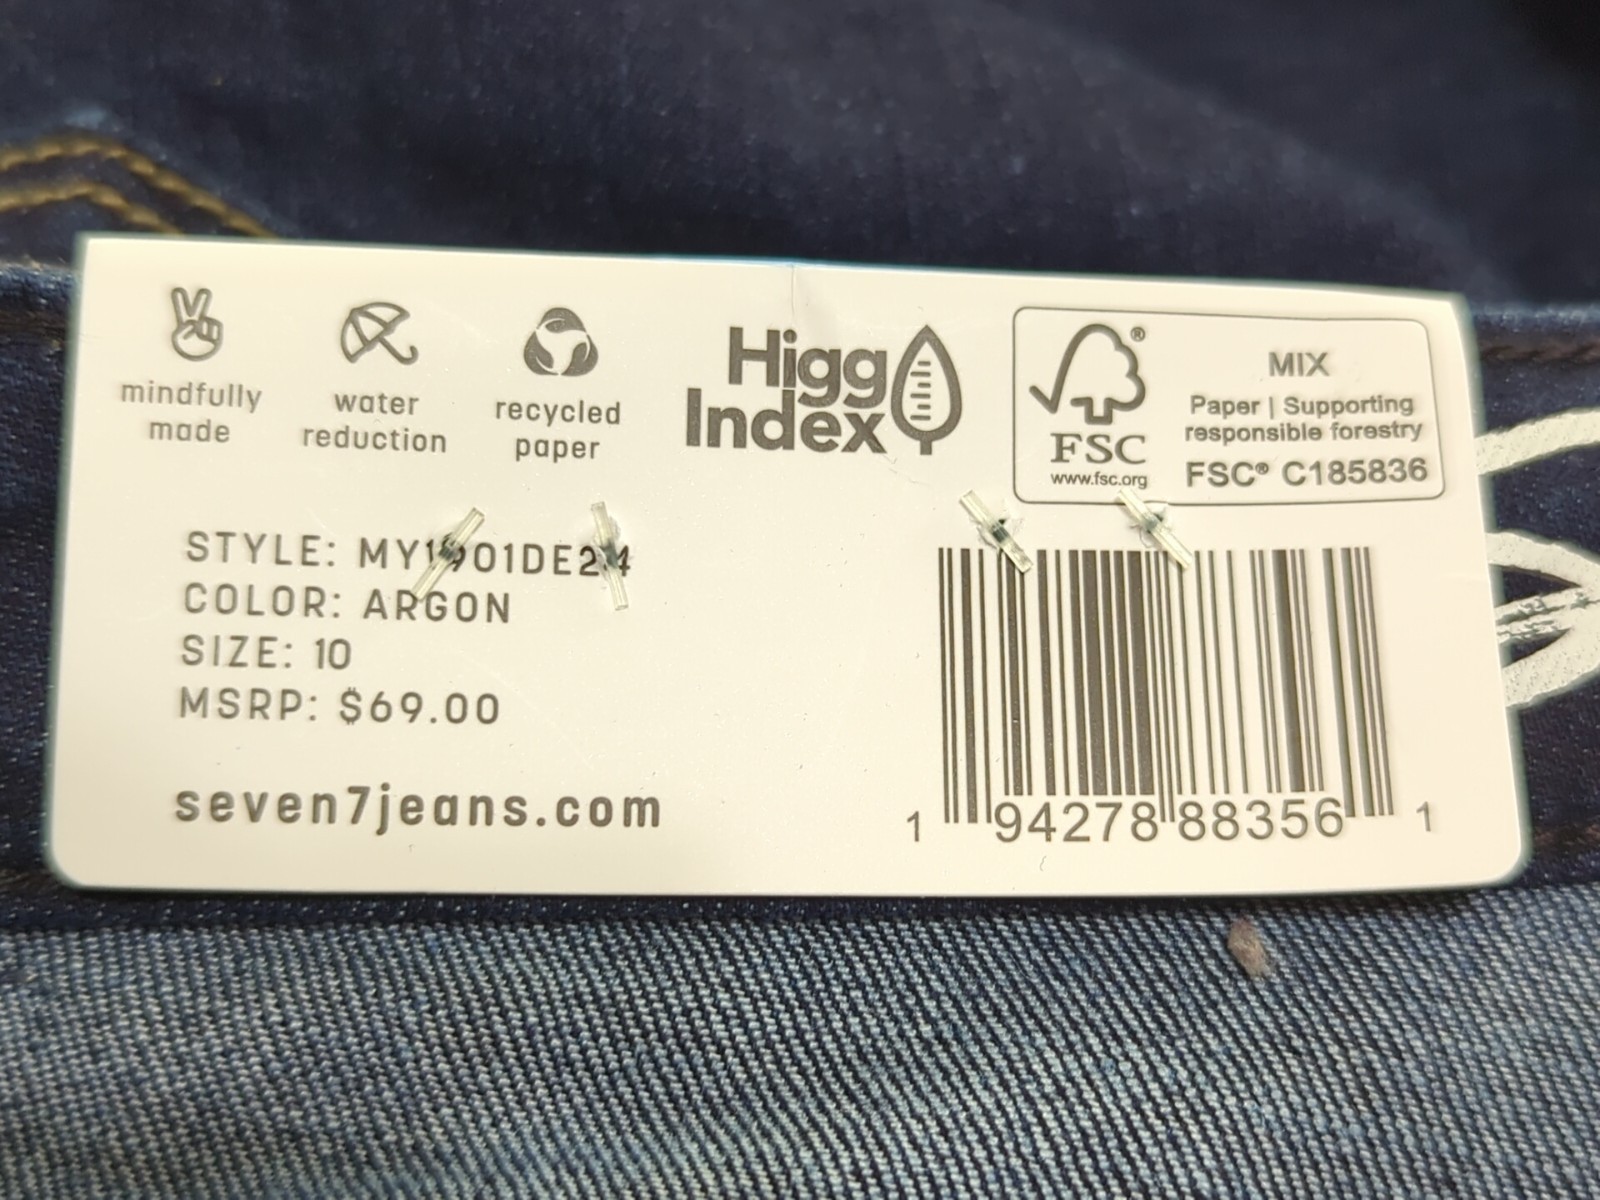 mindfully
made
water
reduction
recycled
paper
Higg
Index
FSC
www.fsc.org
MIX
Paper | Supporting
responsible forestry
FSC® C185836
STYLE:
COLOR: ARGON
SIZE: 10
MSRP: $69.00
seven7jeans.com
1 94278 88356 1